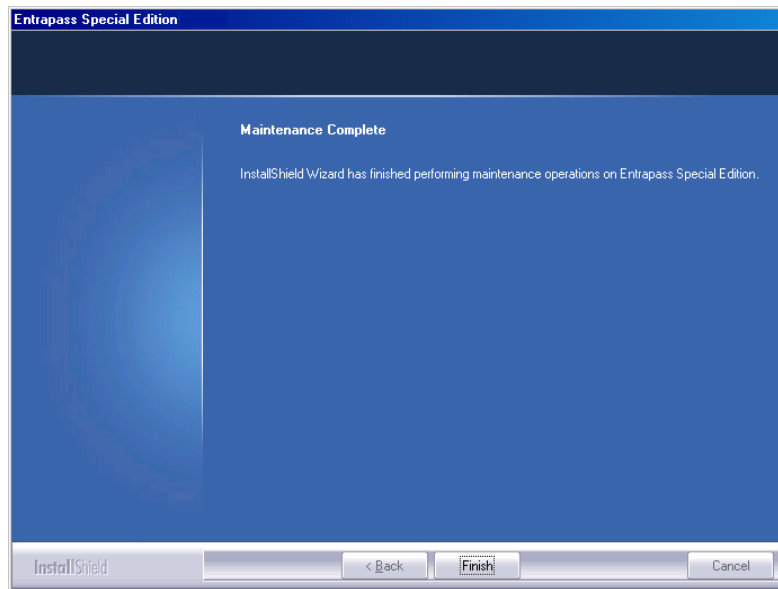 Entrapass Special Edition
Maintenance Complete
InstallShield Wizard has finished performing maintenance operations on Entrapass Special Edition.
InstallShield
< Back
Finish
Cancel